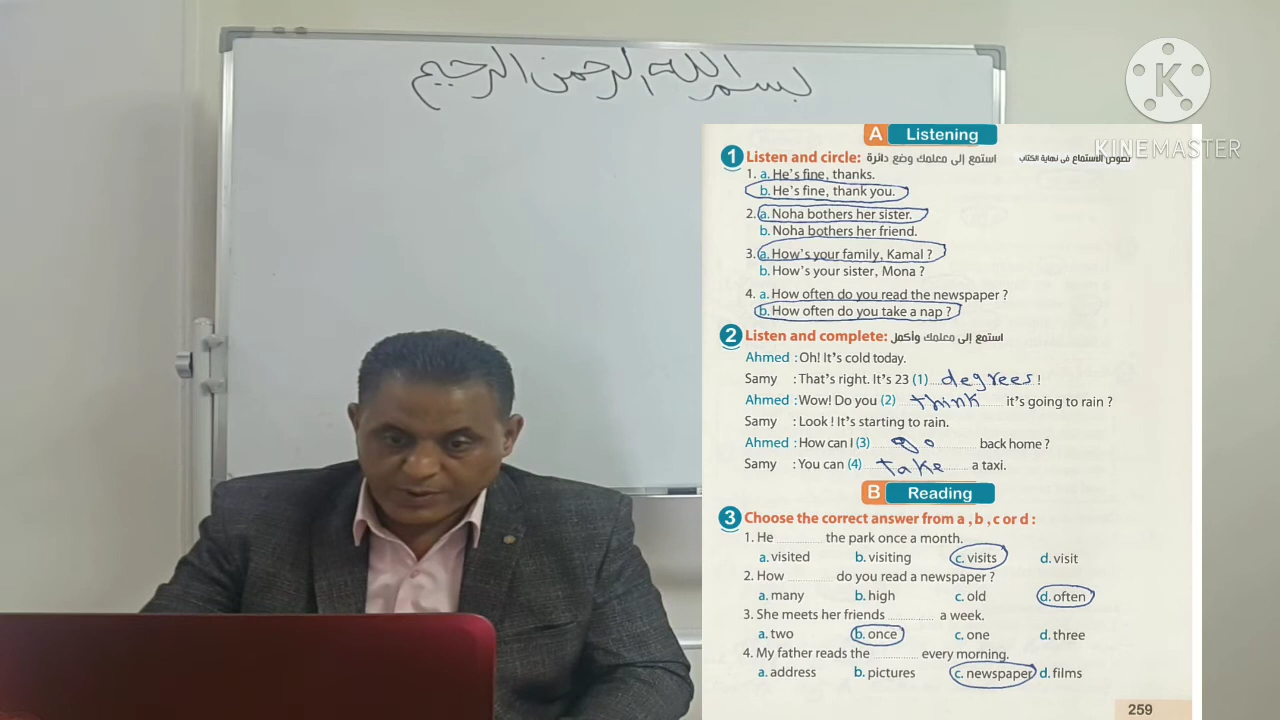 بسم الله الرحمن الرحيم
K
KINEMASTER
A Listening
1 Listen and circle: استمع إلى معلمك وضع دائرة نصوص الاستماع فى نهاية الكتاب
1. a. He's fine, thanks.
b. He's fine, thank you.
2. a. Noha bothers her sister.
b. Noha bothers her friend.
3. a. How's your family, Kamal ?
b. How's your sister, Mona ?
4. a. How often do you read the newspaper ?
b. How often do you take a nap ?
2 Listen and complete: استمع إلى معلمك وأكمل
Ahmed : Oh! It's cold today.
Samy : That's right. It's 23 (1) degrees !
Ahmed : Wow! Do you (2) think it's going to rain ?
Samy : Look ! It's starting to rain.
Ahmed : How can I (3) go back home ?
Samy : You can (4) take a taxi.
B Reading
3 Choose the correct answer from a , b , c or d :
1. He ............ the park once a month.
a. visited b. visiting c. visits d. visit
2. How ............ do you read a newspaper ?
a. many b. high c. old d. often
3. She meets her friends ............ a week.
a. two b. once c. one d. three
4. My father reads the ............ every morning.
a. address b. pictures c. newspaper d. films
259